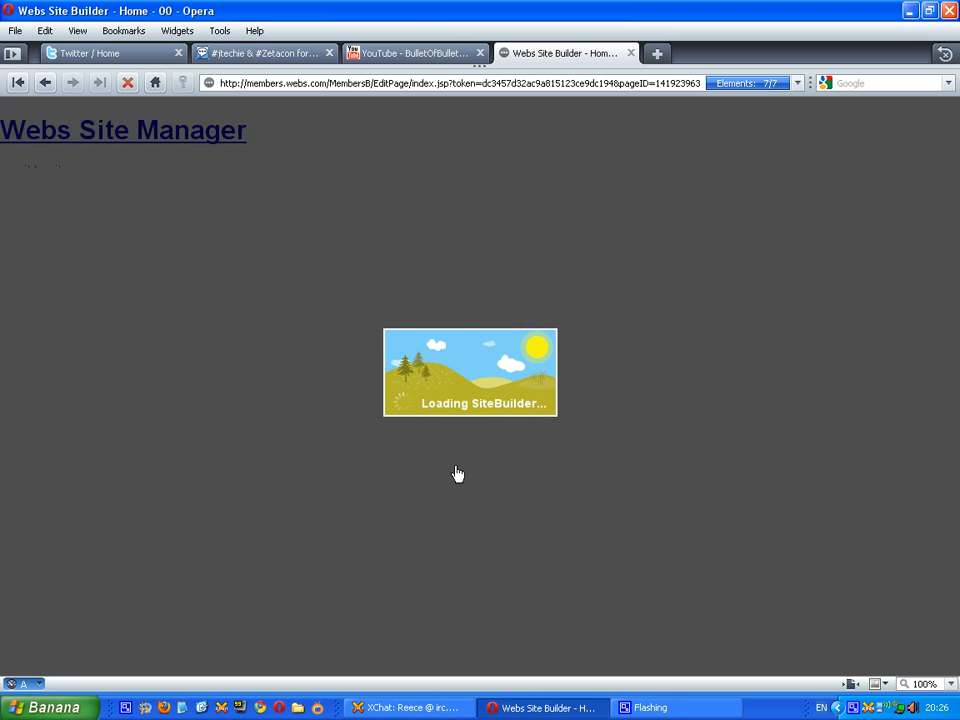 Webs Site Builder - Home - 00 - Opera
File Edit View Bookmarks Widgets Tools Help
Twitter / Home
#jtechie & #Zetacon for...
YouTube - BulletOfBullet...
Webs Site Builder - Hom...
http://members.webs.com/MembersB/EditPage/index.jsp?token=dc3457d32ac9a815123ce9dc194&pageID=141923963
Elements: 7/7
Google
Webs Site Manager
Loading SiteBuilder...
A
100%
Banana
XChat: Reece @ irc....
Webs Site Builder - H...
Flashing
EN
20:26